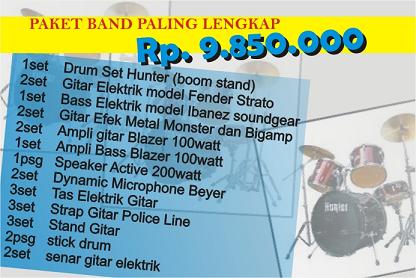 PAKET BAND PALING LENGKAP
Rp. 9.850.000
1set Drum Set Hunter (boom stand)
2set Gitar Elektrik model Fender Strato
1set Bass Elektrik model Ibanez soundgear
2set Gitar Efek Metal Monster dan Bigamp
2set Ampli gitar Blazer 100watt
1set Ampli Bass Blazer 100watt
1psg Speaker Active 200watt
2set Dynamic Microphone Beyer
3set Tas Elektrik Gitar
3set Strap Gitar Police Line
3set Stand Gitar
2psg stick drum
2set senar gitar elektrik
Hunter